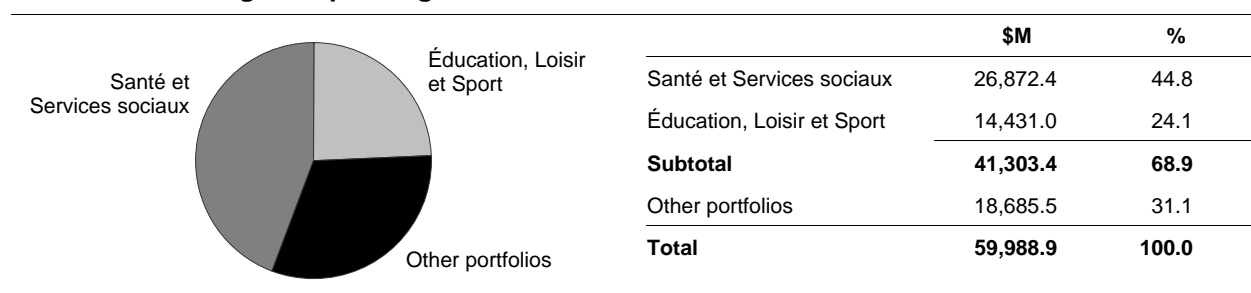 Éducation, Loisir
et Sport
Santé et
Services sociaux
Other portfolios
$M %
Santé et Services sociaux 26,872.4 44.8
Éducation, Loisir et Sport 14,431.0 24.1
Subtotal 41,303.4 68.9
Other portfolios 18,685.5 31.1
Total 59,988.9 100.0